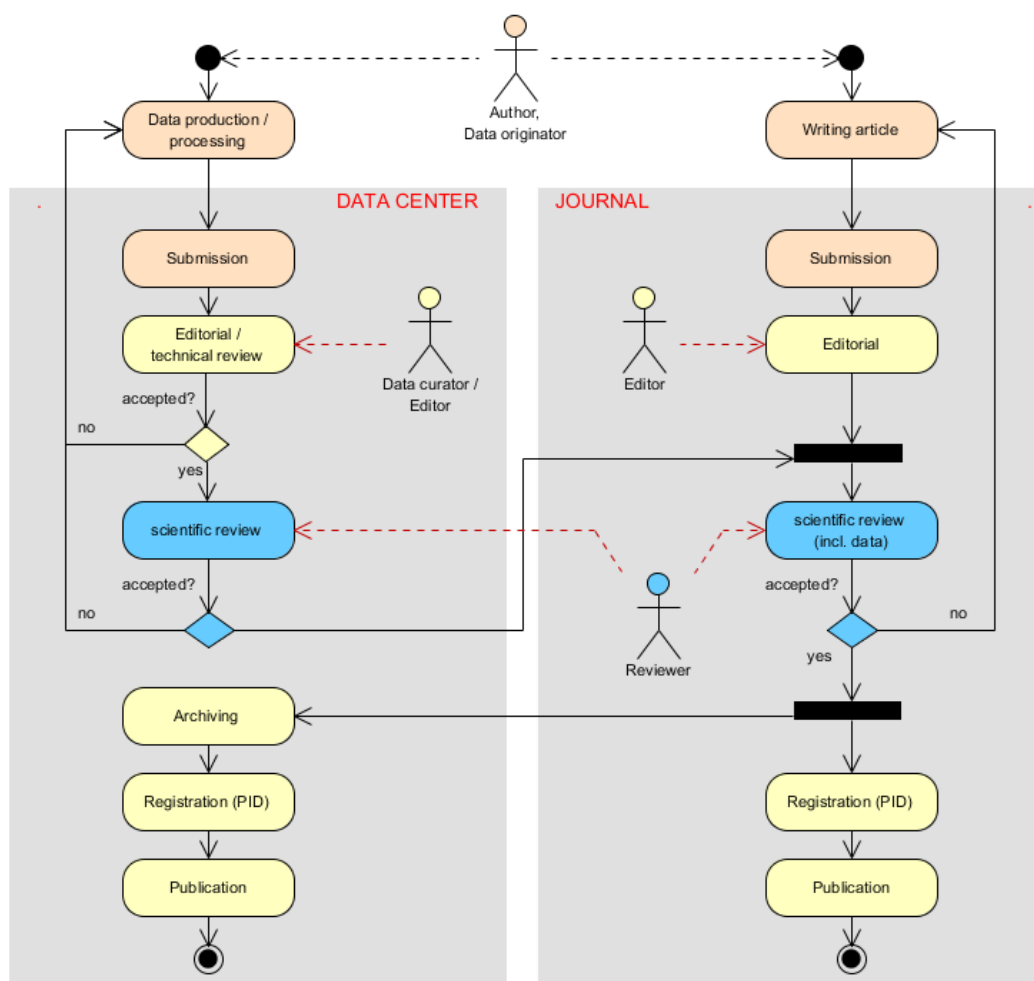 Author,
Data originator
Data production /
processing
Writing article
.
DATA CENTER
JOURNAL
.
Submission
Submission
Editorial /
technical review
Data curator /
Editor
Editor
Editorial
accepted?
no
yes
scientific review
scientific review
(incl. data)
accepted?
no
accepted?
no
yes
Reviewer
Archiving
Registration (PID)
Registration (PID)
Publication
Publication